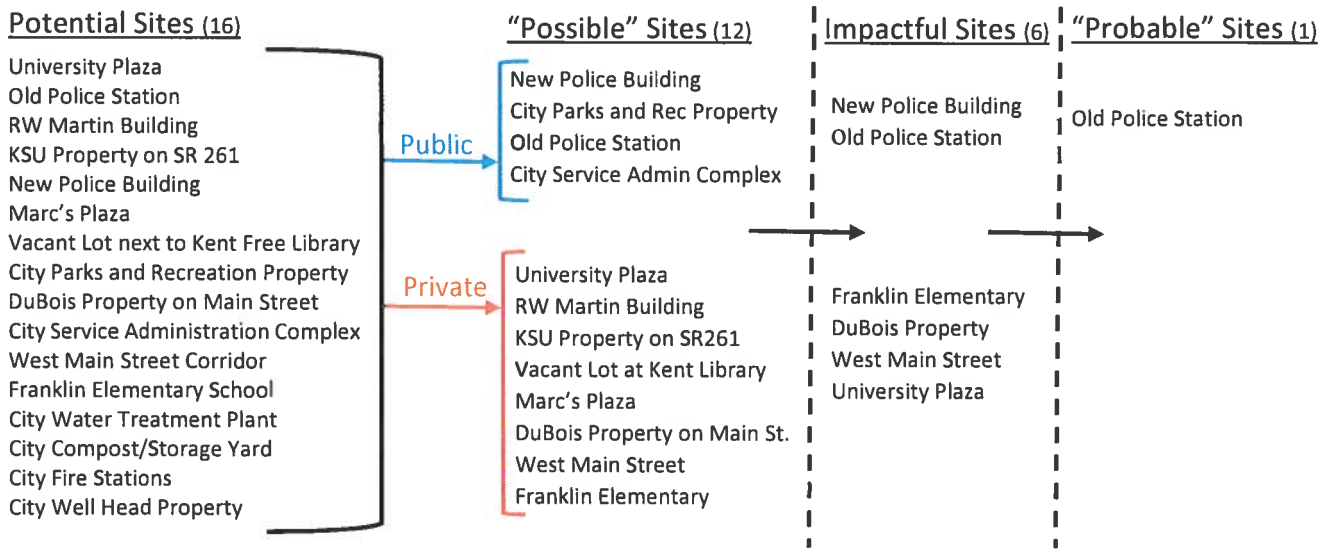 Potential Sites (16)
University Plaza
Old Police Station
RW Martin Building
KSU Property on SR 261
New Police Building
Marc's Plaza
Vacant Lot next to Kent Free Library
City Parks and Recreation Property
DuBois Property on Main Street
City Service Administration Complex
West Main Street Corridor
Franklin Elementary School
City Water Treatment Plant
City Compost/Storage Yard
City Fire Stations
City Well Head Property
Public
Private
"Possible" Sites (12)
New Police Building
City Parks and Rec Property
Old Police Station
City Service Admin Complex
University Plaza
RW Martin Building
KSU Property on SR261
Vacant Lot at Kent Library
Marc's Plaza
DuBois Property on Main St.
West Main Street
Franklin Elementary
Impactful Sites (6)
New Police Building
Old Police Station
Franklin Elementary
DuBois Property
West Main Street
University Plaza
"Probable" Sites (1)
Old Police Station